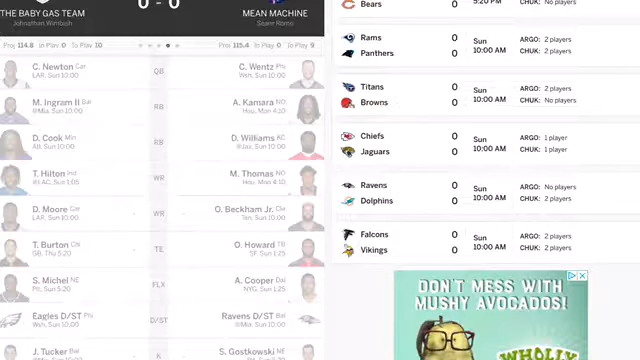 0 - 0
THE BABY GAS TEAM
Johnathan Wimbush
MEAN MACHINE
Seane Romo
Proj 114.8 In Play 0 To Play 10
Proj 115.4 In Play 0 To Play 9
C. Newton Car
LAR, Sun 10:00
QB
C. Wentz Phi
Wsh, Sun 10:00
M. Ingram II Bal
@Mia, Sun 10:00
RB
A. Kamara NO
Hou, Mon 4:10
D. Cook Min
Atl, Sun 10:00
RB
D. Williams KC
@Jax, Sun 10:00
T. Hilton Ind
@LAC, Sun 1:05
WR
M. Thomas NO
Hou, Mon 4:10
D. Moore Car
LAR, Sun 10:00
WR
O. Beckham Jr. Cle
Ten, Sun 10:00
T. Burton Chi
GB, Thu 5:20
TE
O. Howard TB
SF, Sun 1:25
S. Michel NE
Pit, Sun 5:20
FLX
A. Cooper Dal
NYG, Sun 1:25
Eagles D/ST Phi
Wsh, Sun 10:00
D/ST
Ravens D/ST Bal
@Mia, Sun 10:00
J. Tucker Bal
K
S. Gostkowski NE
Bears 0
5:20 PM
CHUK: No players
Rams 0
Panthers 0
Sun
10:00 AM
ARGO: 2 players
CHUK: 2 players
Titans 0
Browns 0
Sun
10:00 AM
ARGO: 2 players
CHUK: No players
Chiefs 0
Jaguars 0
Sun
10:00 AM
ARGO: 1 player
CHUK: 1 player
Ravens 0
Dolphins 0
Sun
10:00 AM
ARGO: No players
CHUK: 2 players
Falcons 0
Vikings 0
Sun
10:00 AM
ARGO: 2 players
CHUK: 2 players
DON'T MESS WITH
MUSHY AVOCADOS!
WHOLLY